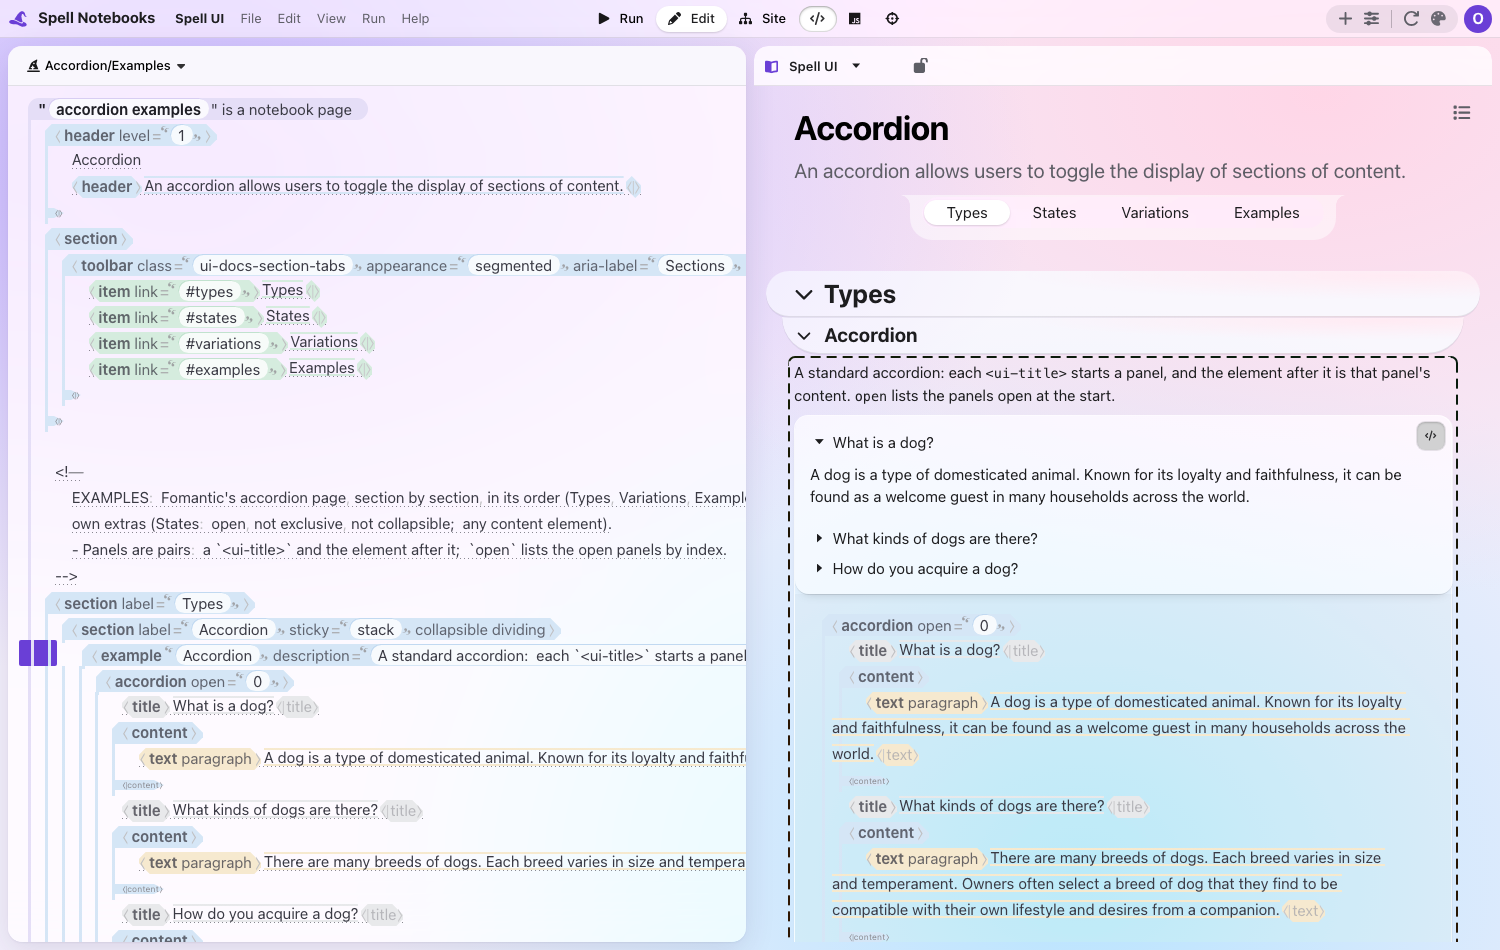 Spell Notebooks Spell UI File Edit View Run Help Run Edit Site </> JS O
Accordion/Examples
" accordion examples " is a notebook page
header level= 1
Accordion
header An accordion allows users to toggle the display of sections of content.
section
toolbar class= ui-docs-section-tabs , appearance= segmented , aria-label= Sections
item link= #types Types
item link= #states States
item link= #variations Variations
item link= #examples Examples
<!--
EXAMPLES: Fomantic's accordion page, section by section, in its order (Types, Variations, Exampl
own extras (States: open, not exclusive, not collapsible; any content element).
- Panels are pairs: a `<ui-title>` and the element after it; `open` lists the open panels by index.
-->
section label= Types
section label= Accordion , sticky= stack , collapsible dividing
example Accordion , description= A standard accordion: each `<ui-title>` starts a panel
accordion open= 0
title What is a dog? title
content
text paragraph A dog is a type of domesticated animal. Known for its loyalty and faithf
content
title What kinds of dogs are there? title
content
text paragraph There are many breeds of dogs. Each breed varies in size and tempera
content
title How do you acquire a dog? title
content
Spell UI
Accordion
An accordion allows users to toggle the display of sections of content.
Types States Variations Examples
Types
Accordion
A standard accordion: each <ui-title> starts a panel, and the element after it is that panel's
content. open lists the panels open at the start.
What is a dog? </>
A dog is a type of domesticated animal. Known for its loyalty and faithfulness, it can be
found as a welcome guest in many households across the world.
What kinds of dogs are there?
How do you acquire a dog?
accordion open= 0
title What is a dog? title
content
text paragraph A dog is a type of domesticated animal. Known for its loyalty
and faithfulness, it can be found as a welcome guest in many households across the
world. text
content
title What kinds of dogs are there? title
content
text paragraph There are many breeds of dogs. Each breed varies in size
and temperament. Owners often select a breed of dog that they find to be
compatible with their own lifestyle and desires from a companion. text
content